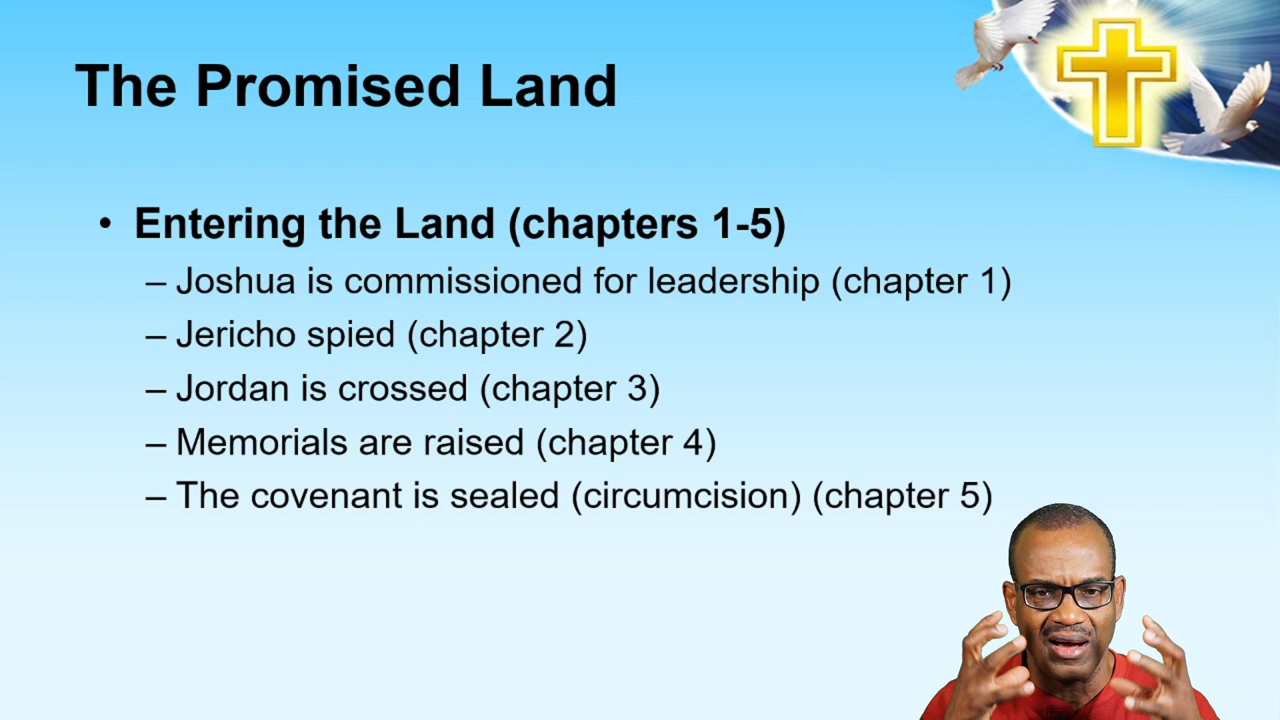 The Promised Land
• Entering the Land (chapters 1-5)
– Joshua is commissioned for leadership (chapter 1)
– Jericho spied (chapter 2)
– Jordan is crossed (chapter 3)
– Memorials are raised (chapter 4)
– The covenant is sealed (circumcision) (chapter 5)